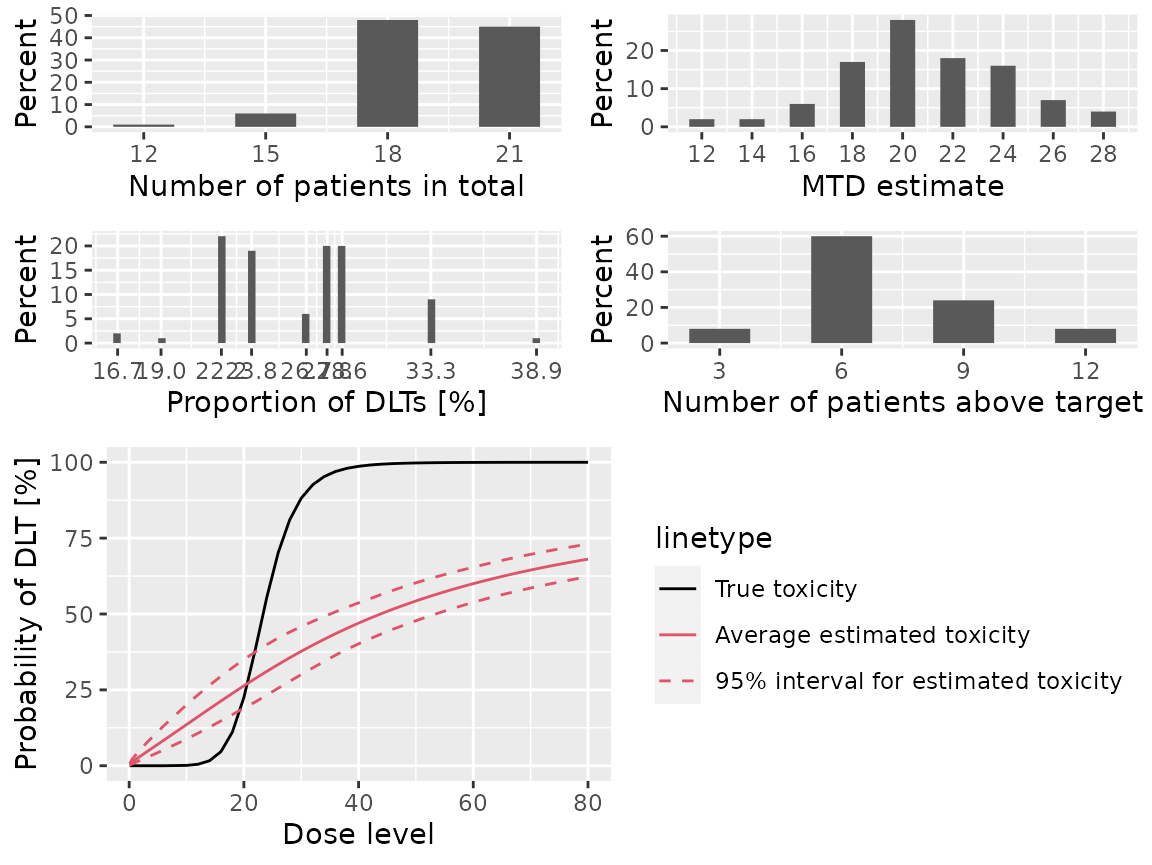 Percent
50
40
30
20
10
0
12 15 18 21
Number of patients in total
Percent
20
10
0
12 14 16 18 20 22 24 26 28
MTD estimate
Percent
20
15
10
5
0
16.7 19.0 22.2 23.8 33.3 38.9
Proportion of DLTs [%]
Percent
60
40
20
0
3 6 9 12
Number of patients above target
Probability of DLT [%]
100
75
50
25
0
0 20 40 60 80
Dose level
linetype
True toxicity
Average estimated toxicity
95% interval for estimated toxicity